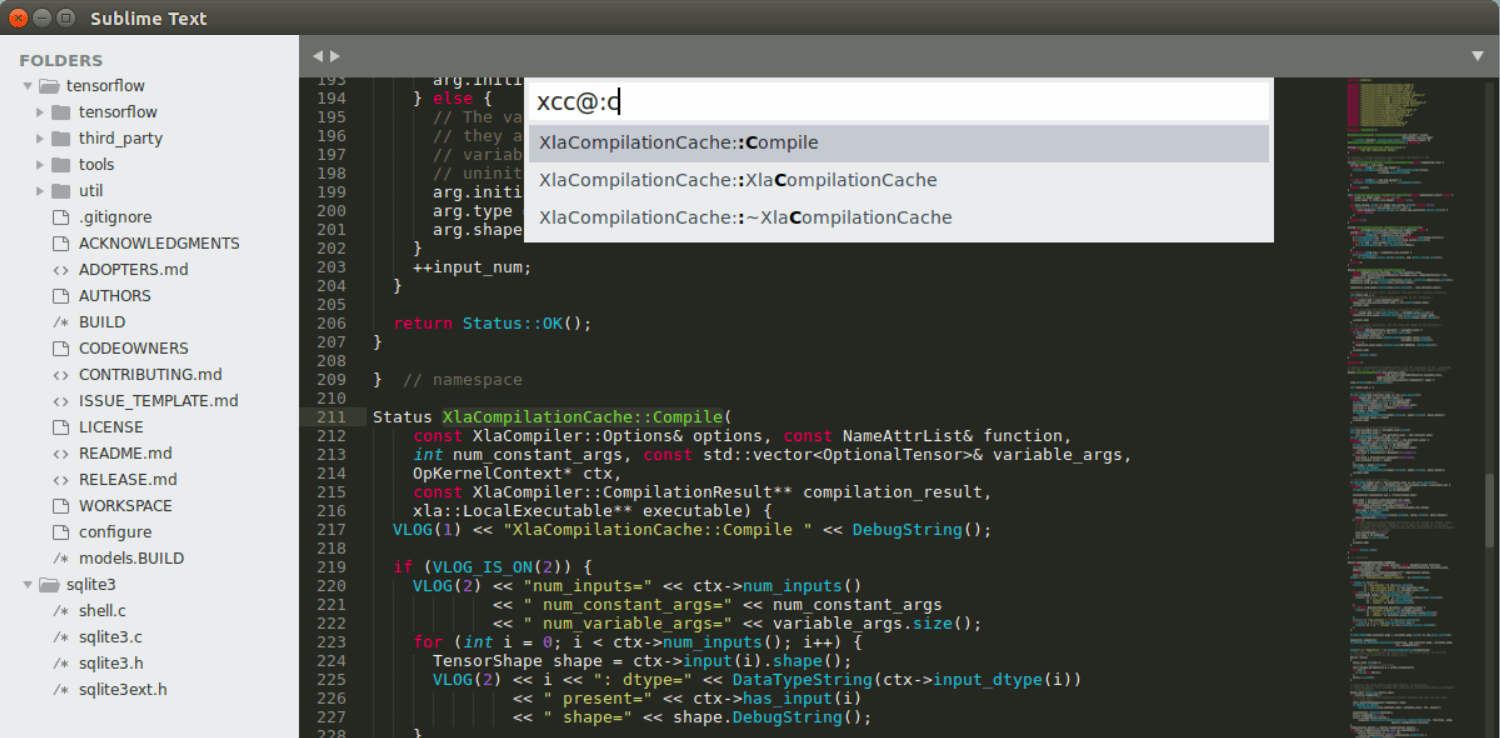 Sublime Text
FOLDERS
tensorflow
tensorflow
third_party
tools
util
.gitignore
ACKNOWLEDGMENTS
<> ADOPTERS.md
AUTHORS
/* BUILD
CODEOWNERS
<> CONTRIBUTING.md
<> ISSUE_TEMPLATE.md
LICENSE
<> README.md
<> RELEASE.md
WORKSPACE
configure
/* models.BUILD
sqlite3
/* shell.c
/* sqlite3.c
/* sqlite3.h
/* sqlite3ext.h
xcc@:c
XlaCompilationCache::Compile
XlaCompilationCache::XlaCompilationCache
XlaCompilationCache::~XlaCompilationCache
193 arg.initi
194 } else {
195 // The va
196 // they a
197 // variab
198 // uninit
199 arg.initi
200 arg.type
201 arg.shape
202 }
203 ++input_num;
204 }
205
206 return Status::OK();
207 }
208
209 } // namespace
210
211 Status XlaCompilationCache::Compile(
212 const XlaCompiler::Options& options, const NameAttrList& function,
213 int num_constant_args, const std::vector<OptionalTensor>& variable_args,
214 OpKernelContext* ctx,
215 const XlaCompiler::CompilationResult** compilation_result,
216 xla::LocalExecutable** executable) {
217 VLOG(1) << "XlaCompilationCache::Compile " << DebugString();
218
219 if (VLOG_IS_ON(2)) {
220 VLOG(2) << "num_inputs=" << ctx->num_inputs()
221 << " num_constant_args=" << num_constant_args
222 << " num_variable_args=" << variable_args.size();
223 for (int i = 0; i < ctx->num_inputs(); i++) {
224 TensorShape shape = ctx->input(i).shape();
225 VLOG(2) << i << ": dtype=" << DataTypeString(ctx->input_dtype(i))
226 << " present=" << ctx->has_input(i)
227 << " shape=" << shape.DebugString();
228 }